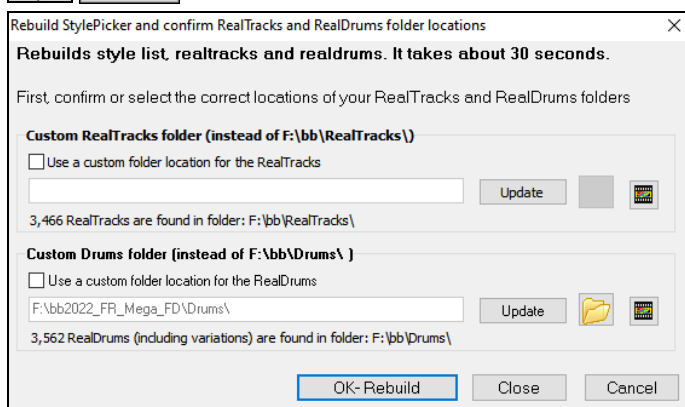 Rebuild StylePicker and confirm RealTracks and RealDrums folder locations
Rebuilds style list, realtracks and realdrums. It takes about 30 seconds.
First, confirm or select the correct locations of your RealTracks and RealDrums folders
Custom RealTracks folder (instead of F:\bb\RealTracks\)
Use a custom folder location for the RealTracks
Update
3,466 RealTracks are found in folder: F:\bb\RealTracks\
Custom Drums folder (instead of F:\bb\Drums\ )
Use a custom folder location for the RealDrums
F:\bb2022_FR_Mega_FD\Drums\
Update
3,562 RealDrums (including variations) are found in folder: F:\bb\Drums\
OK- Rebuild Close Cancel